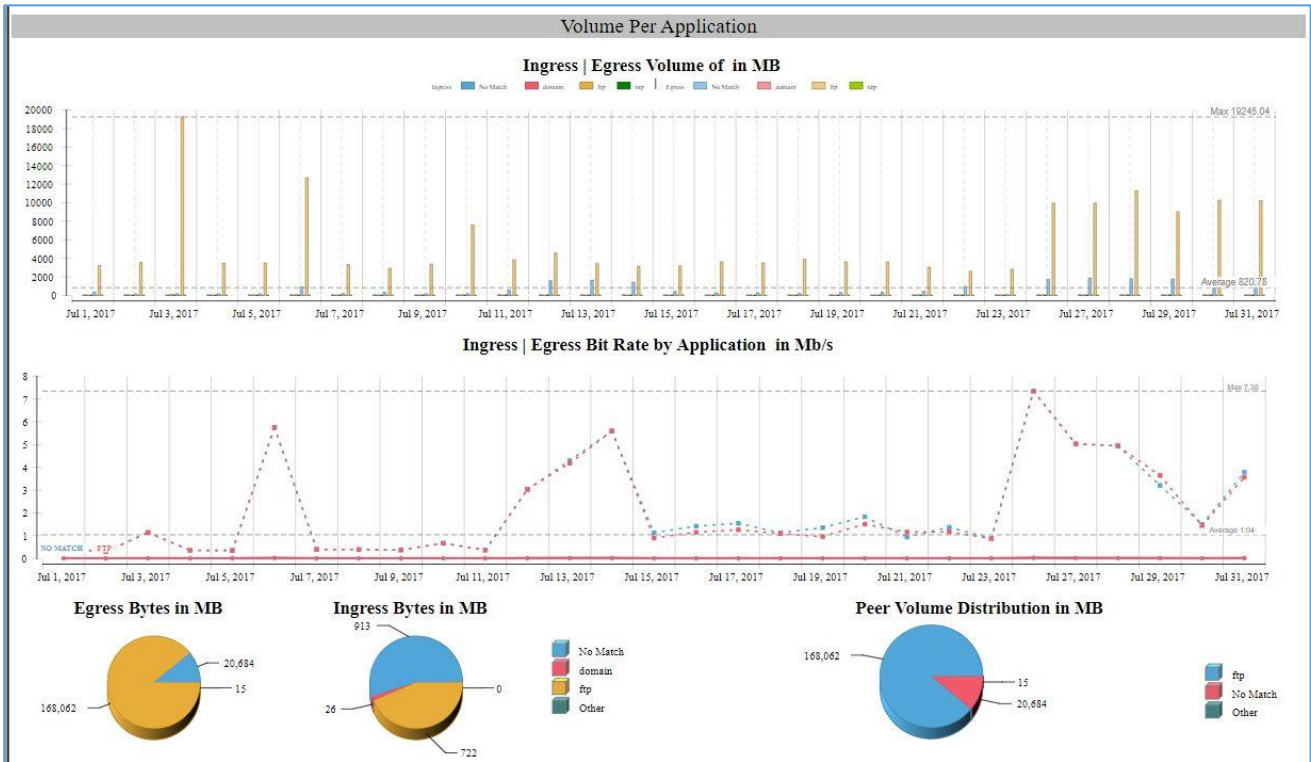 Volume Per Application
Ingress | Egress Volume of in MB
Ingress No Match domain ftp ntp | Egress No Match domain ftp ntp
20000
18000
16000
14000
12000
10000
8000
6000
4000
2000
0
Max 19245.04
Average 820.78
Jul 1, 2017 Jul 3, 2017 Jul 5, 2017 Jul 7, 2017 Jul 9, 2017 Jul 11, 2017 Jul 13, 2017 Jul 15, 2017 Jul 17, 2017 Jul 19, 2017 Jul 21, 2017 Jul 23, 2017 Jul 27, 2017 Jul 29, 2017 Jul 31, 2017
Ingress | Egress Bit Rate by Application in Mb/s
8
7
6
5
4
3
2
1
0
Max 7.35
Average 1.04
NO MATCH FTP
Jul 1, 2017 Jul 3, 2017 Jul 5, 2017 Jul 7, 2017 Jul 9, 2017 Jul 11, 2017 Jul 13, 2017 Jul 15, 2017 Jul 17, 2017 Jul 19, 2017 Jul 21, 2017 Jul 23, 2017 Jul 27, 2017 Jul 29, 2017 Jul 31, 2017
Egress Bytes in MB
20,684
15
168,062
Ingress Bytes in MB
913
0
26
722
No Match
domain
ftp
Other
Peer Volume Distribution in MB
168,062
15
20,684
ftp
No Match
Other